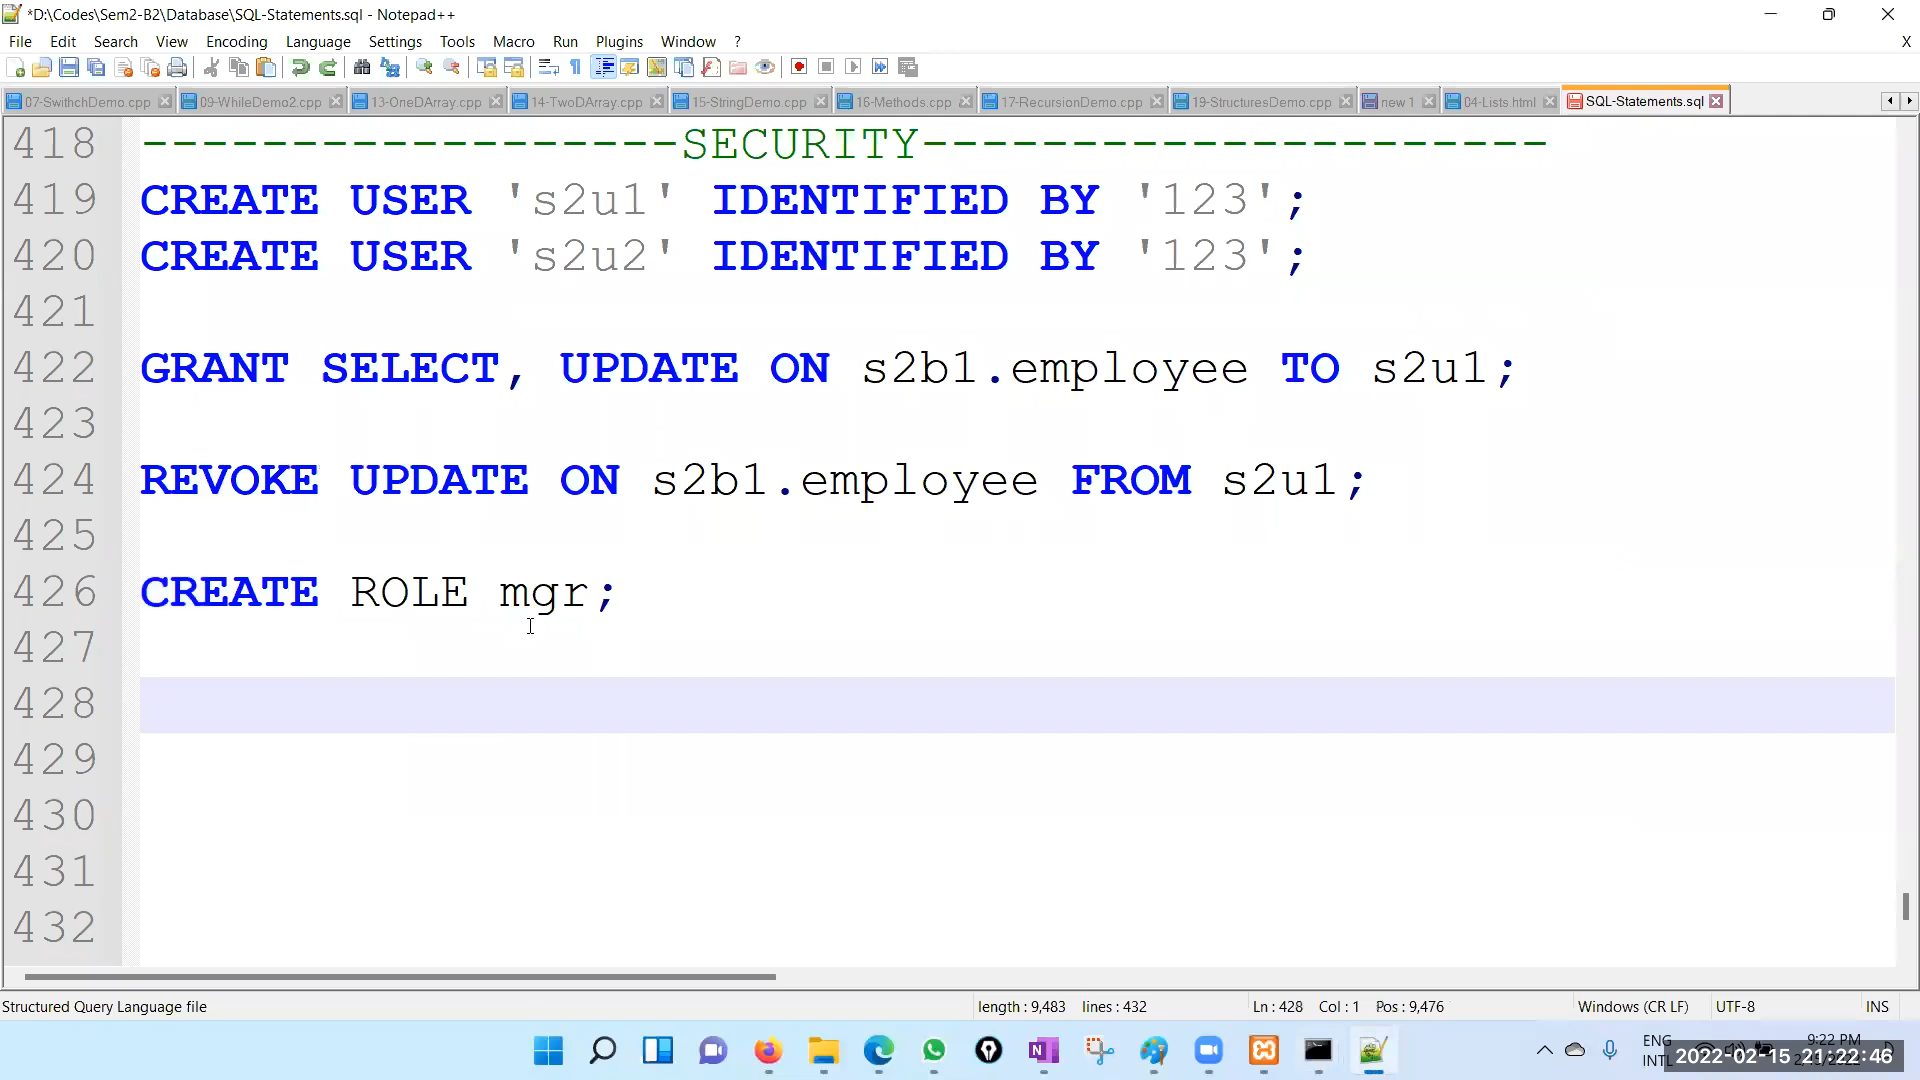 *D:\Codes\Sem2-B2\Database\SQL-Statements.sql - Notepad++
File Edit Search View Encoding Language Settings Tools Macro Run Plugins Window ? X
07-SwithchDemo.cpp 09-WhileDemo2.cpp 13-OneDArray.cpp 14-TwoDArray.cpp 15-StringDemo.cpp 16-Methods.cpp 17-RecursionDemo.cpp 19-StructuresDemo.cpp new 1 04-Lists html SQL-Statements.sql
418 ------------------SECURITY---------------------
419 CREATE USER 's2u1' IDENTIFIED BY '123';
420 CREATE USER 's2u2' IDENTIFIED BY '123';
421
422 GRANT SELECT, UPDATE ON s2b1.employee TO s2u1;
423
424 REVOKE UPDATE ON s2b1.employee FROM s2u1;
425
426 CREATE ROLE mgr;
427
428
429
430
431
432
Structured Query Language file length : 9,483 lines : 432 Ln : 428 Col : 1 Pos : 9,476 Windows (CR LF) UTF-8 INS
ENG 9:22 PM
INTL 2022-02-15 21:22:46